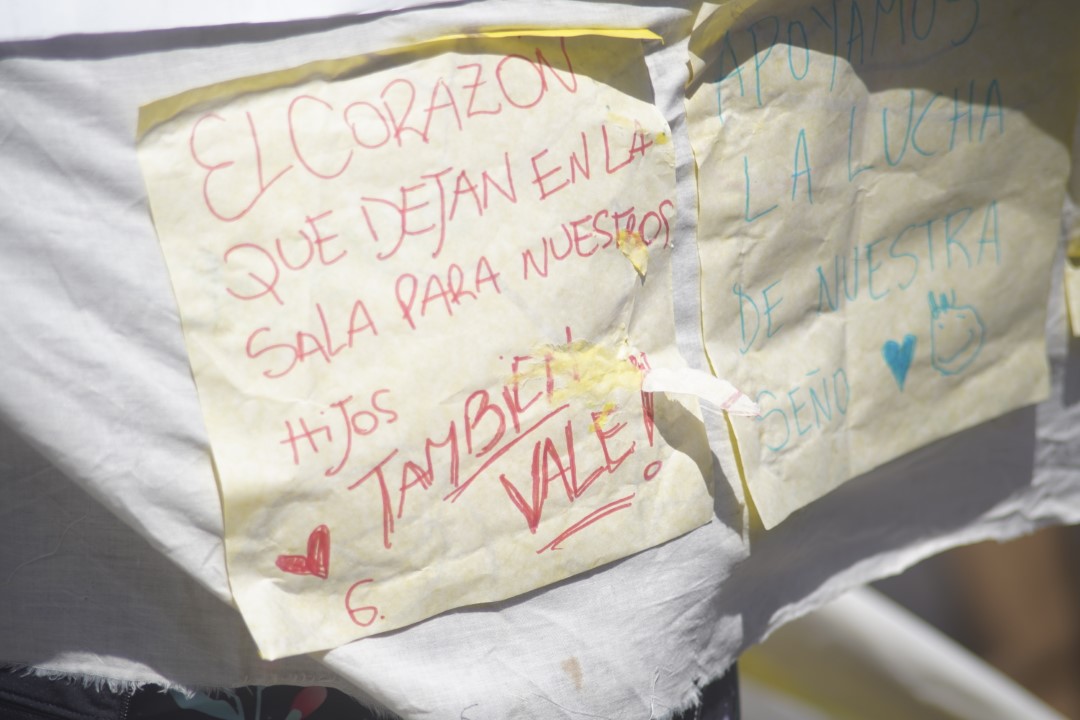 EL CORAZON
QUE DEJAN EN LA
SALA PARA NUESTROS
HiJOS
TAMBIEN
VALE!
G.
APOYAMOS
LA LUCHA
DE NUESTRA
SEÑO